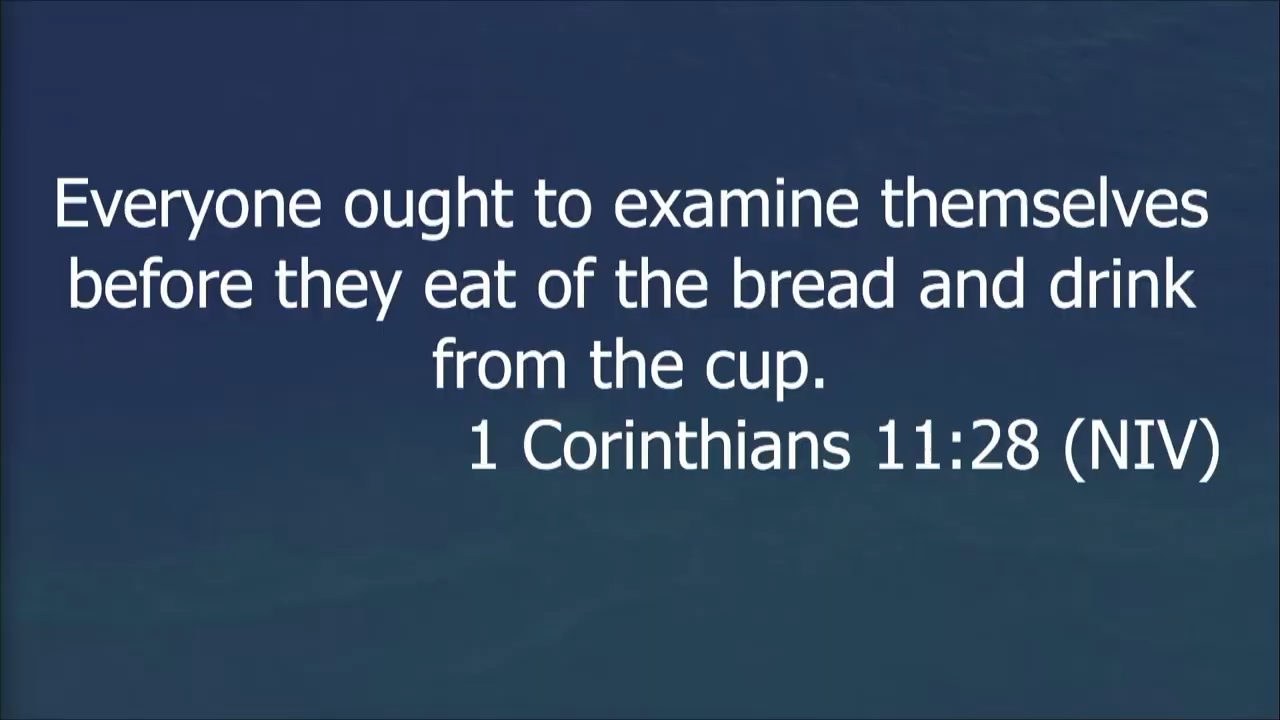 Everyone ought to examine themselves
before they eat of the bread and drink
from the cup.
1 Corinthians 11:28 (NIV)